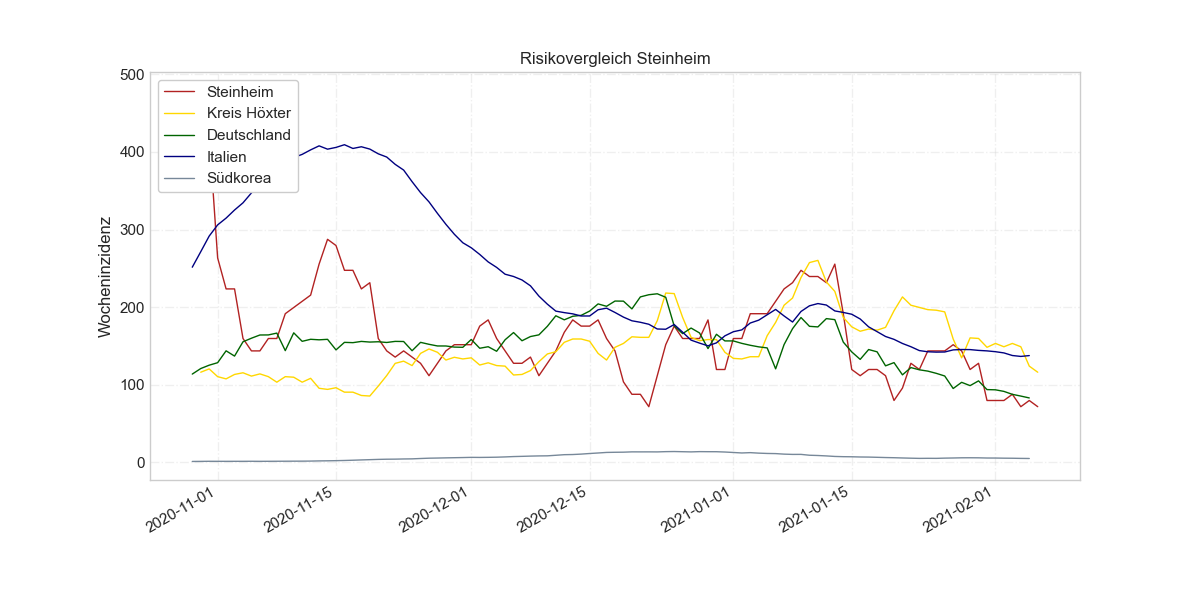 Risikovergleich Steinheim
Wocheninzidenz
500
400
300
200
100
0
Steinheim
Kreis Höxter
Deutschland
Italien
Südkorea
2020-11-01
2020-11-15
2020-12-01
2020-12-15
2021-01-01
2021-01-15
2021-02-01